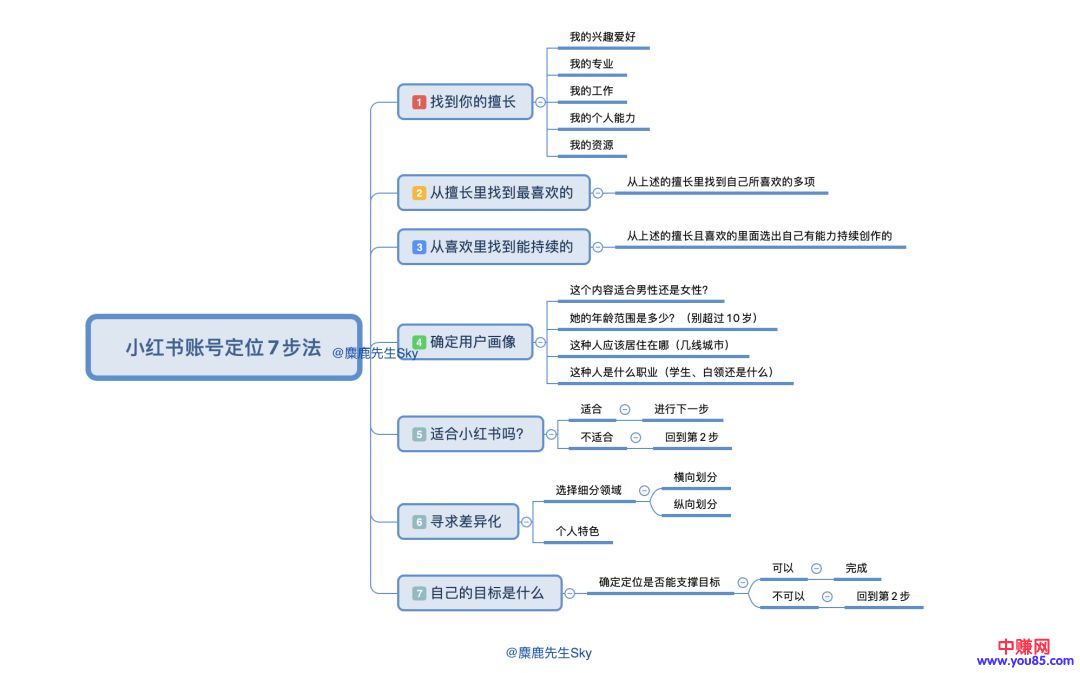 小红书账号定位7步法
@麋鹿先生Sky
1 找到你的擅长
我的兴趣爱好
我的专业
我的工作
我的个人能力
我的资源
2 从擅长里找到最喜欢的
从上述的擅长里找到自己所喜欢的多项
3 从喜欢里找到能持续的
从上述的擅长且喜欢的里面选出自己有能力持续创作的
4 确定用户画像
这个内容适合男性还是女性?
她的年龄范围是多少?（别超过10岁）
这种人应该居住在哪（几线城市）
这种人是什么职业（学生、白领还是什么）
5 适合小红书吗?
适合
进行下一步
不适合
回到第2步
6 寻求差异化
选择细分领域
横向划分
纵向划分
个人特色
7 自己的目标是什么
确定定位是否能支撑目标
可以
完成
不可以
回到第2步
@麋鹿先生Sky
中赚网
www.you85.com